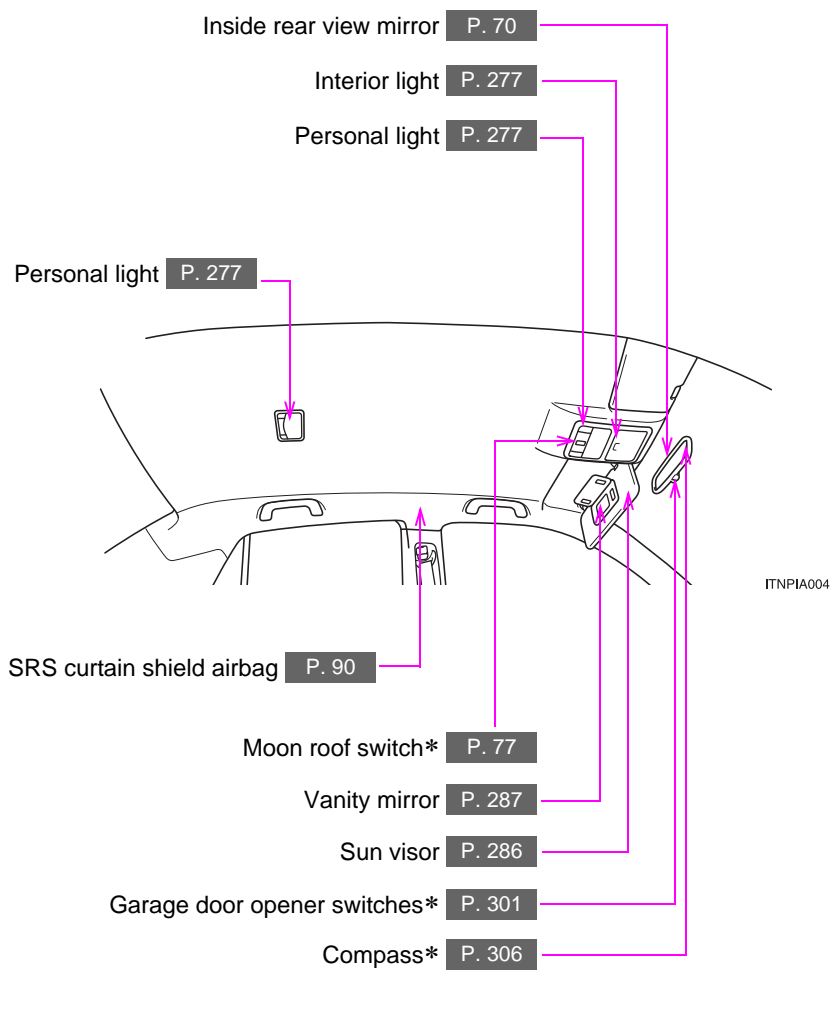 Inside rear view mirror P. 70
Interior light P. 277
Personal light P. 277
Personal light P. 277
ITNPIA004
SRS curtain shield airbag P. 90
Moon roof switch* P. 77
Vanity mirror P. 287
Sun visor P. 286
Garage door opener switches* P. 301
Compass* P. 306